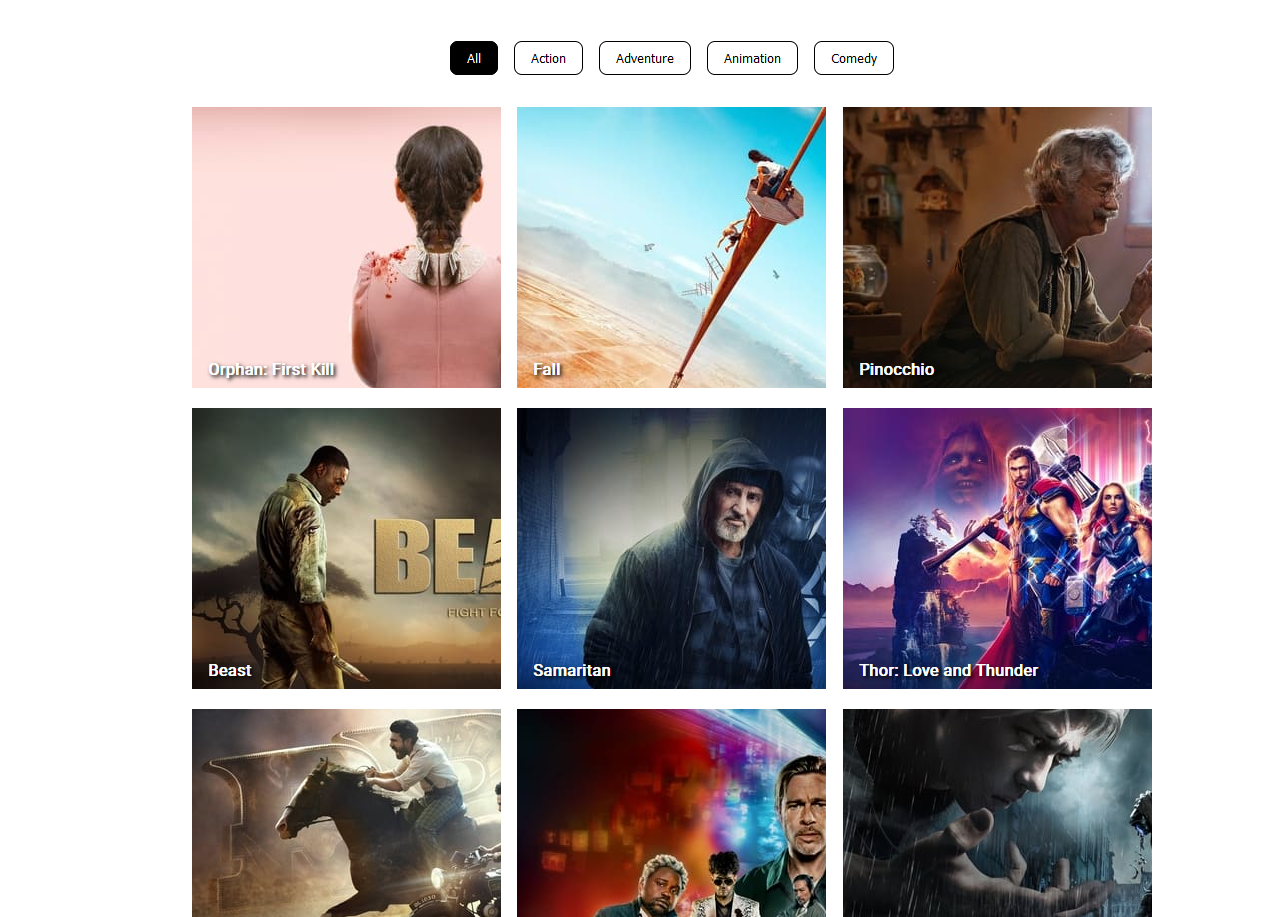 All
Action
Adventure
Animation
Comedy
Orphan: First Kill
Fall
Pinocchio
BEA
FIGHT FO
Beast
Samaritan
Thor: Love and Thunder